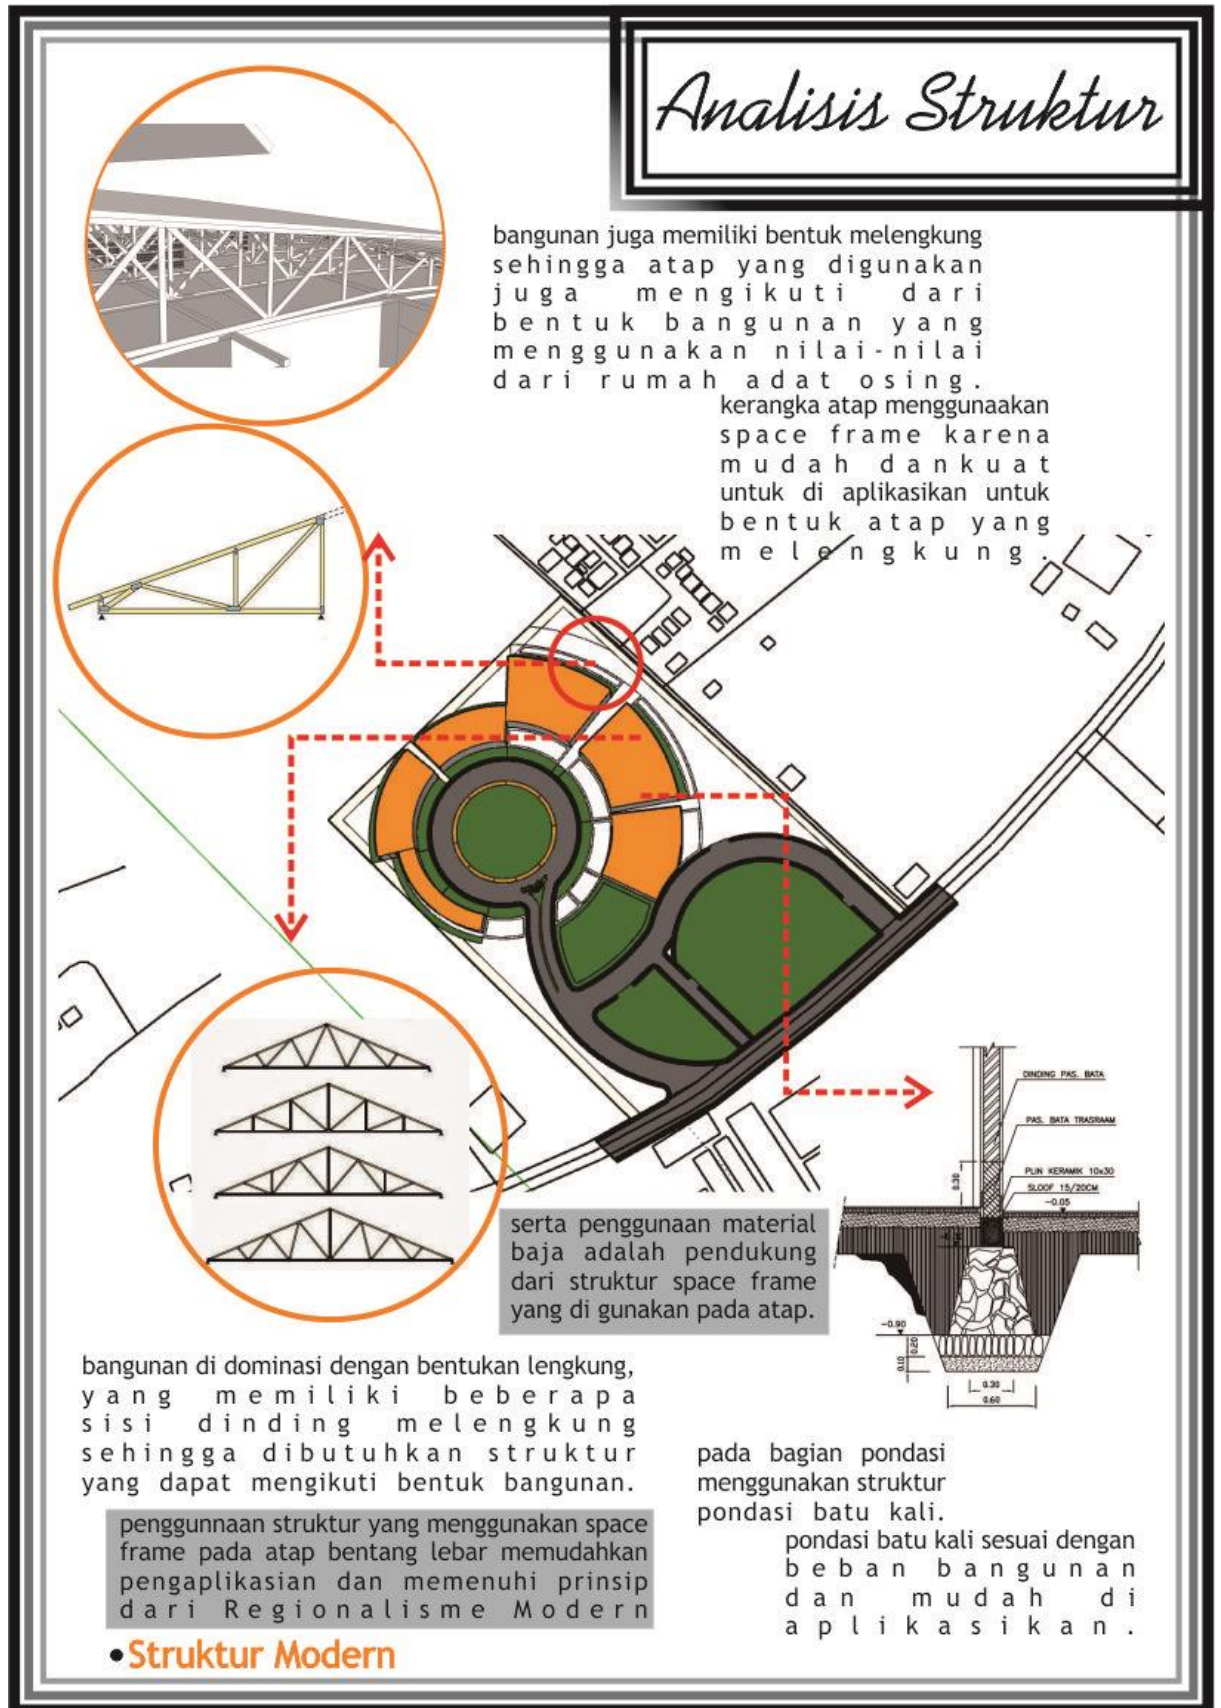 Analisis Struktur
bangunan juga memiliki bentuk melengkung
sehingga atap yang digunakan
juga mengikuti dari
bentuk bangunan yang
menggunakan nilai-nilai
dari rumah adat osing.
kerangka atap menggunaakan
space frame karena
mudah dankuat
untuk di aplikasikan untuk
bentuk atap yang
melengkung.
DINDING PAS. BATA
PAS. BATA TRASRAAM
PLIN KERAMIK 10x30
SLOOF 15/20CM
-0.05
0.30
-0.90
0.20
0.10
0.30
0.60
serta penggunaan material
baja adalah pendukung
dari struktur space frame
yang di gunakan pada atap.
bangunan di dominasi dengan bentukan lengkung,
yang memiliki beberapa
sisi dinding melengkung
sehingga dibutuhkan struktur
yang dapat mengikuti bentuk bangunan.
penggunnaan struktur yang menggunakan space
frame pada atap bentang lebar memudahkan
pengaplikasian dan memenuhi prinsip
dari Regionalisme Modern
•Struktur Modern
pada bagian pondasi
menggunakan struktur
pondasi batu kali.
pondasi batu kali sesuai dengan
beban bangunan
dan mudah di
aplikasikan.